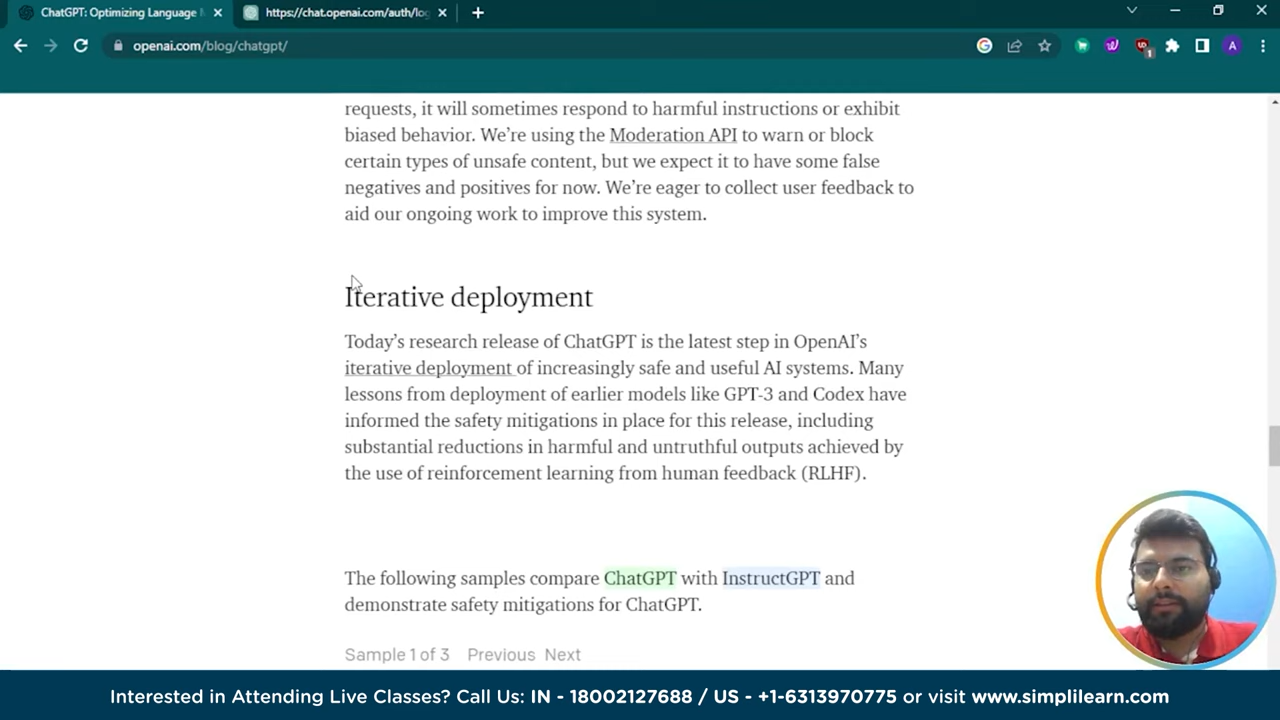 ChatGPT: Optimizing Language
https://chat.openai.com/auth/lo
openai.com/blog/chatgpt/
A
1
requests, it will sometimes respond to harmful instructions or exhibit
biased behavior. We're using the Moderation API to warn or block
certain types of unsafe content, but we expect it to have some false
negatives and positives for now. We're eager to collect user feedback to
aid our ongoing work to improve this system.
Iterative deployment
Today's research release of ChatGPT is the latest step in OpenAI's
iterative deployment of increasingly safe and useful AI systems. Many
lessons from deployment of earlier models like GPT-3 and Codex have
informed the safety mitigations in place for this release, including
substantial reductions in harmful and untruthful outputs achieved by
the use of reinforcement learning from human feedback (RLHF).
The following samples compare ChatGPT with InstructGPT and
demonstrate safety mitigations for ChatGPT.
Sample 1 of 3 Previous Next
Interested in Attending Live Classes? Call Us: IN - 18002127688 / US - +1-6313970775 or visit www.simplilearn.com